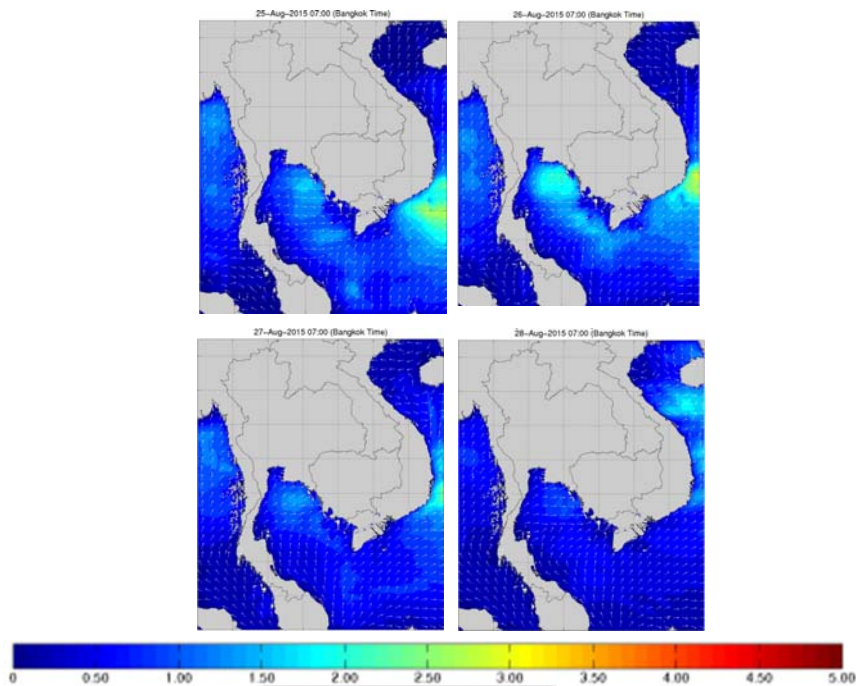 25-Aug-2015 07:00 (Bangkok Time)
26-Aug-2015 07:00 (Bangkok Time)
27-Aug-2015 07:00 (Bangkok Time)
28-Aug-2015 07:00 (Bangkok Time)
0 0.50 1.00 1.50 2.00 2.50 3.00 3.50 4.00 4.50 5.00